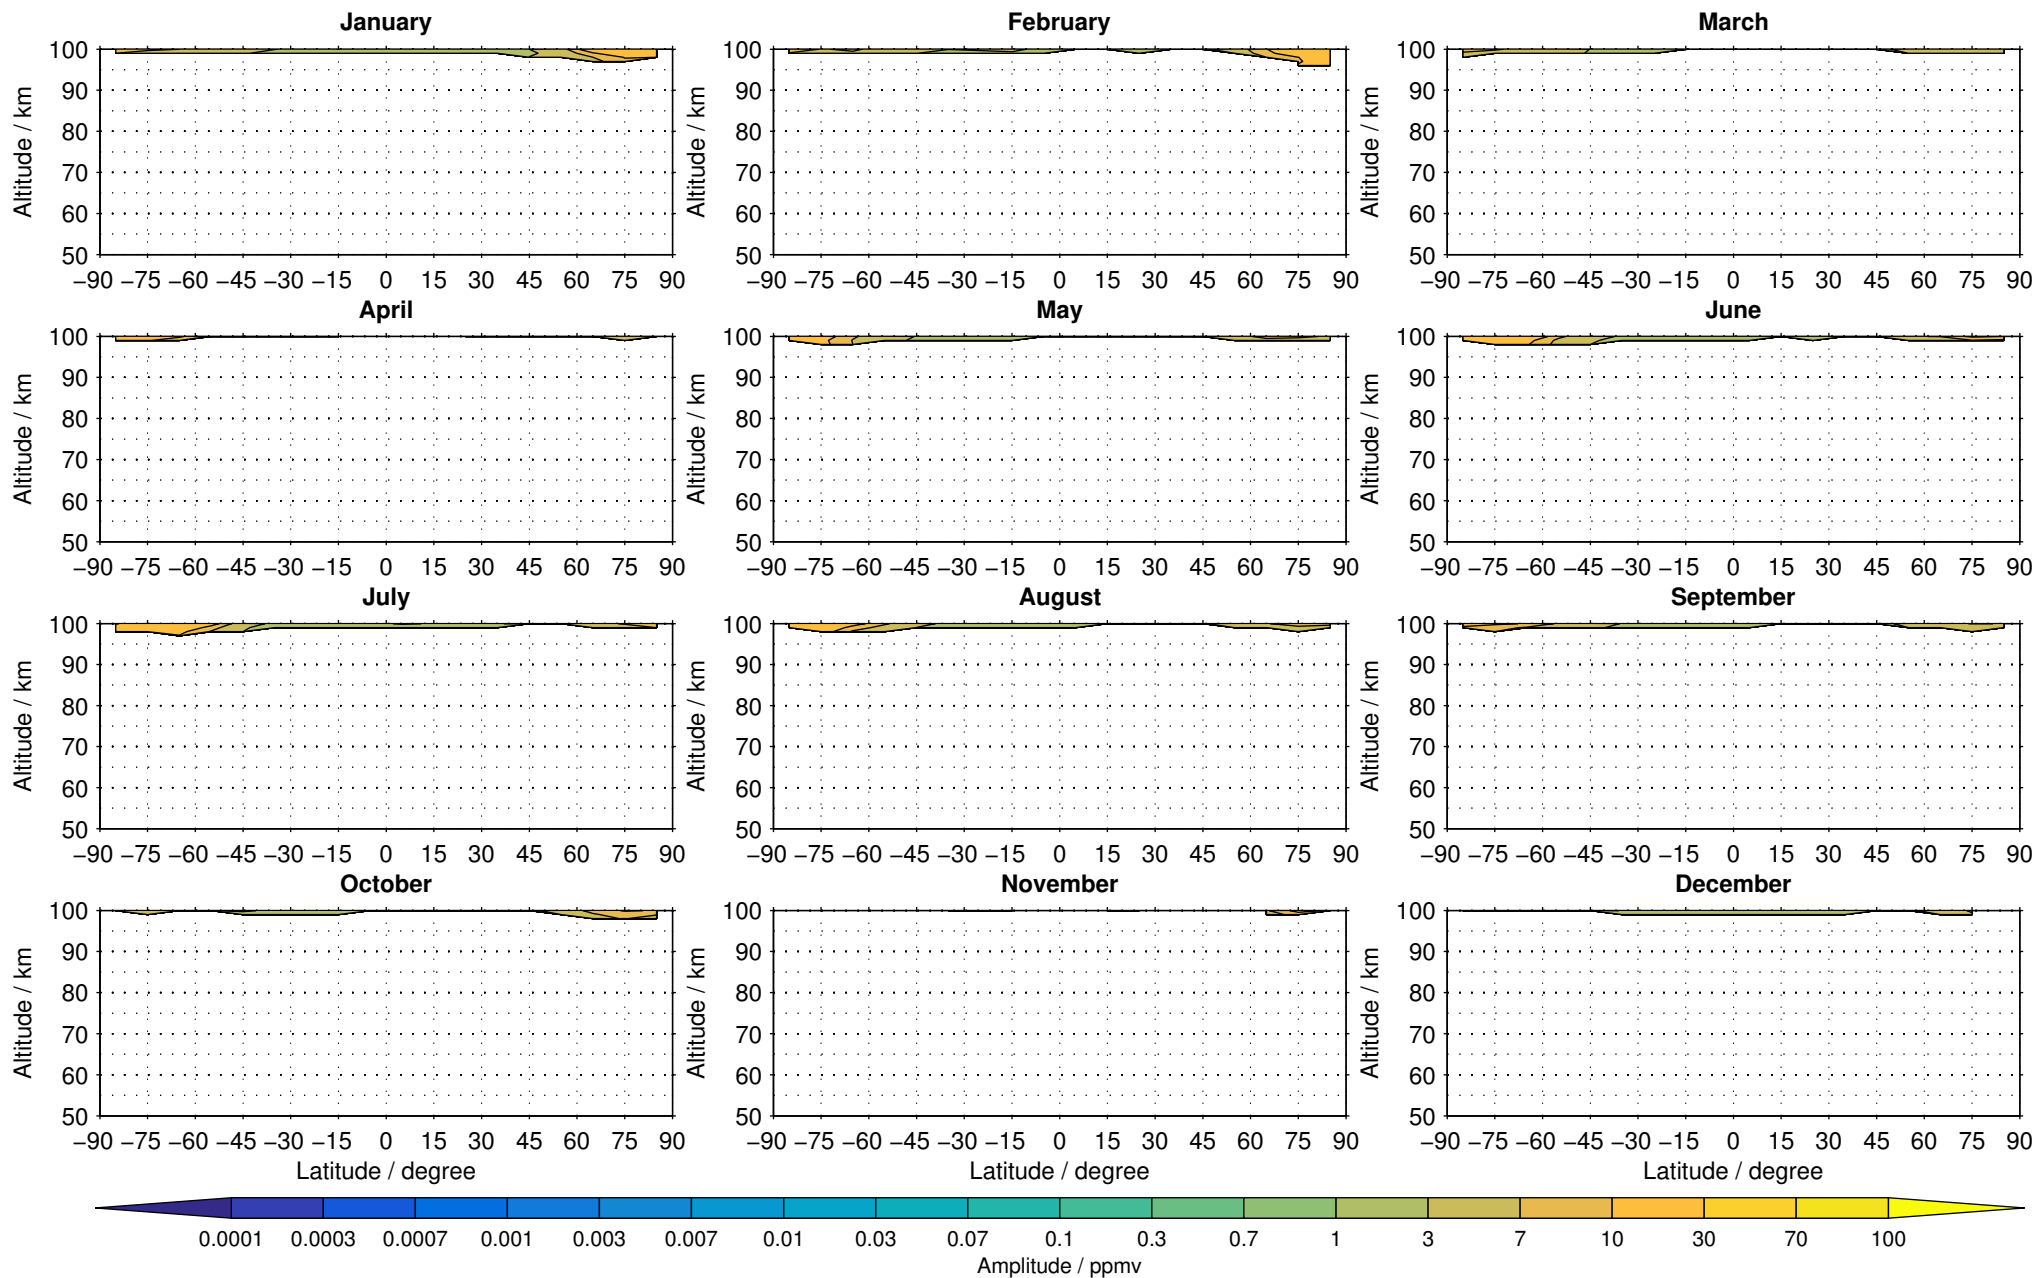 January February March
100 100 100
90 90 90
80 80 80
70 70 70
60 60 60
50 50 50
Altitude / km Altitude / km Altitude / km
−90 −75 −60 −45 −30 −15 0 15 30 45 60 75 90 −90 −75 −60 −45 −30 −15 0 15 30 45 60 75 90 −90 −75 −60 −45 −30 −15 0 15 30 45 60 75 90
April May June
100 100 100
90 90 90
80 80 80
70 70 70
60 60 60
50 50 50
Altitude / km Altitude / km Altitude / km
−90 −75 −60 −45 −30 −15 0 15 30 45 60 75 90 −90 −75 −60 −45 −30 −15 0 15 30 45 60 75 90 −90 −75 −60 −45 −30 −15 0 15 30 45 60 75 90
July August September
100 100 100
90 90 90
80 80 80
70 70 70
60 60 60
50 50 50
Altitude / km Altitude / km Altitude / km
−90 −75 −60 −45 −30 −15 0 15 30 45 60 75 90 −90 −75 −60 −45 −30 −15 0 15 30 45 60 75 90 −90 −75 −60 −45 −30 −15 0 15 30 45 60 75 90
October November December
100 100 100
90 90 90
80 80 80
70 70 70
60 60 60
50 50 50
Altitude / km Altitude / km Altitude / km
−90 −75 −60 −45 −30 −15 0 15 30 45 60 75 90 −90 −75 −60 −45 −30 −15 0 15 30 45 60 75 90 −90 −75 −60 −45 −30 −15 0 15 30 45 60 75 90
Latitude / degree Latitude / degree Latitude / degree
0.0001 0.0003 0.0007 0.001 0.003 0.007 0.01 0.03 0.07 0.1 0.3 0.7 1 3 7 10 30 70 100
Amplitude / ppmv